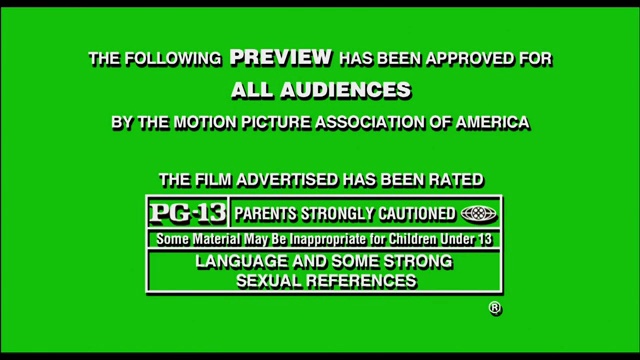 THE FOLLOWING PREVIEW HAS BEEN APPROVED FOR
ALL AUDIENCES
BY THE MOTION PICTURE ASSOCIATION OF AMERICA
THE FILM ADVERTISED HAS BEEN RATED
PG-13 PARENTS STRONGLY CAUTIONED
Some Material May Be Inappropriate for Children Under 13
LANGUAGE AND SOME STRONG
SEXUAL REFERENCES
®